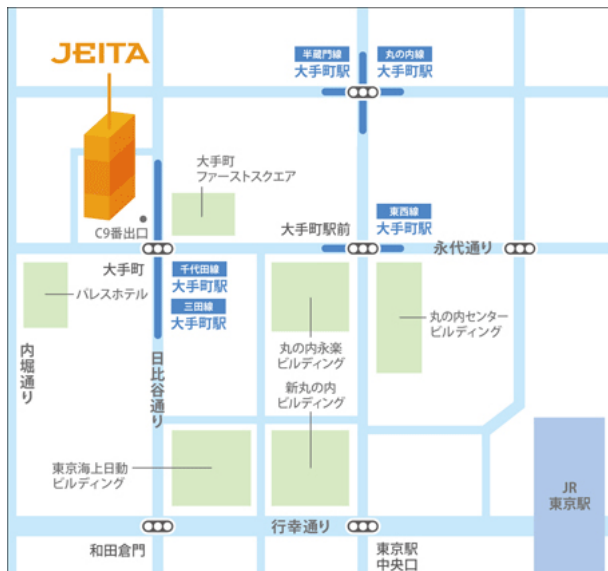 JEITA
半蔵門線
大手町駅
丸の内線
大手町駅
大手町
ファーストスクエア
C9番出口
大手町駅前
東西線
大手町駅
永代通り
大手町
千代田線
大手町駅
三田線
大手町駅
パレスホテル
内堀通り
日比谷通り
丸の内永楽
ビルディング
丸の内センター
ビルディング
新丸の内
ビルディング
東京海上日動
ビルディング
JR
東京駅
行幸通り
和田倉門
東京駅
中央口